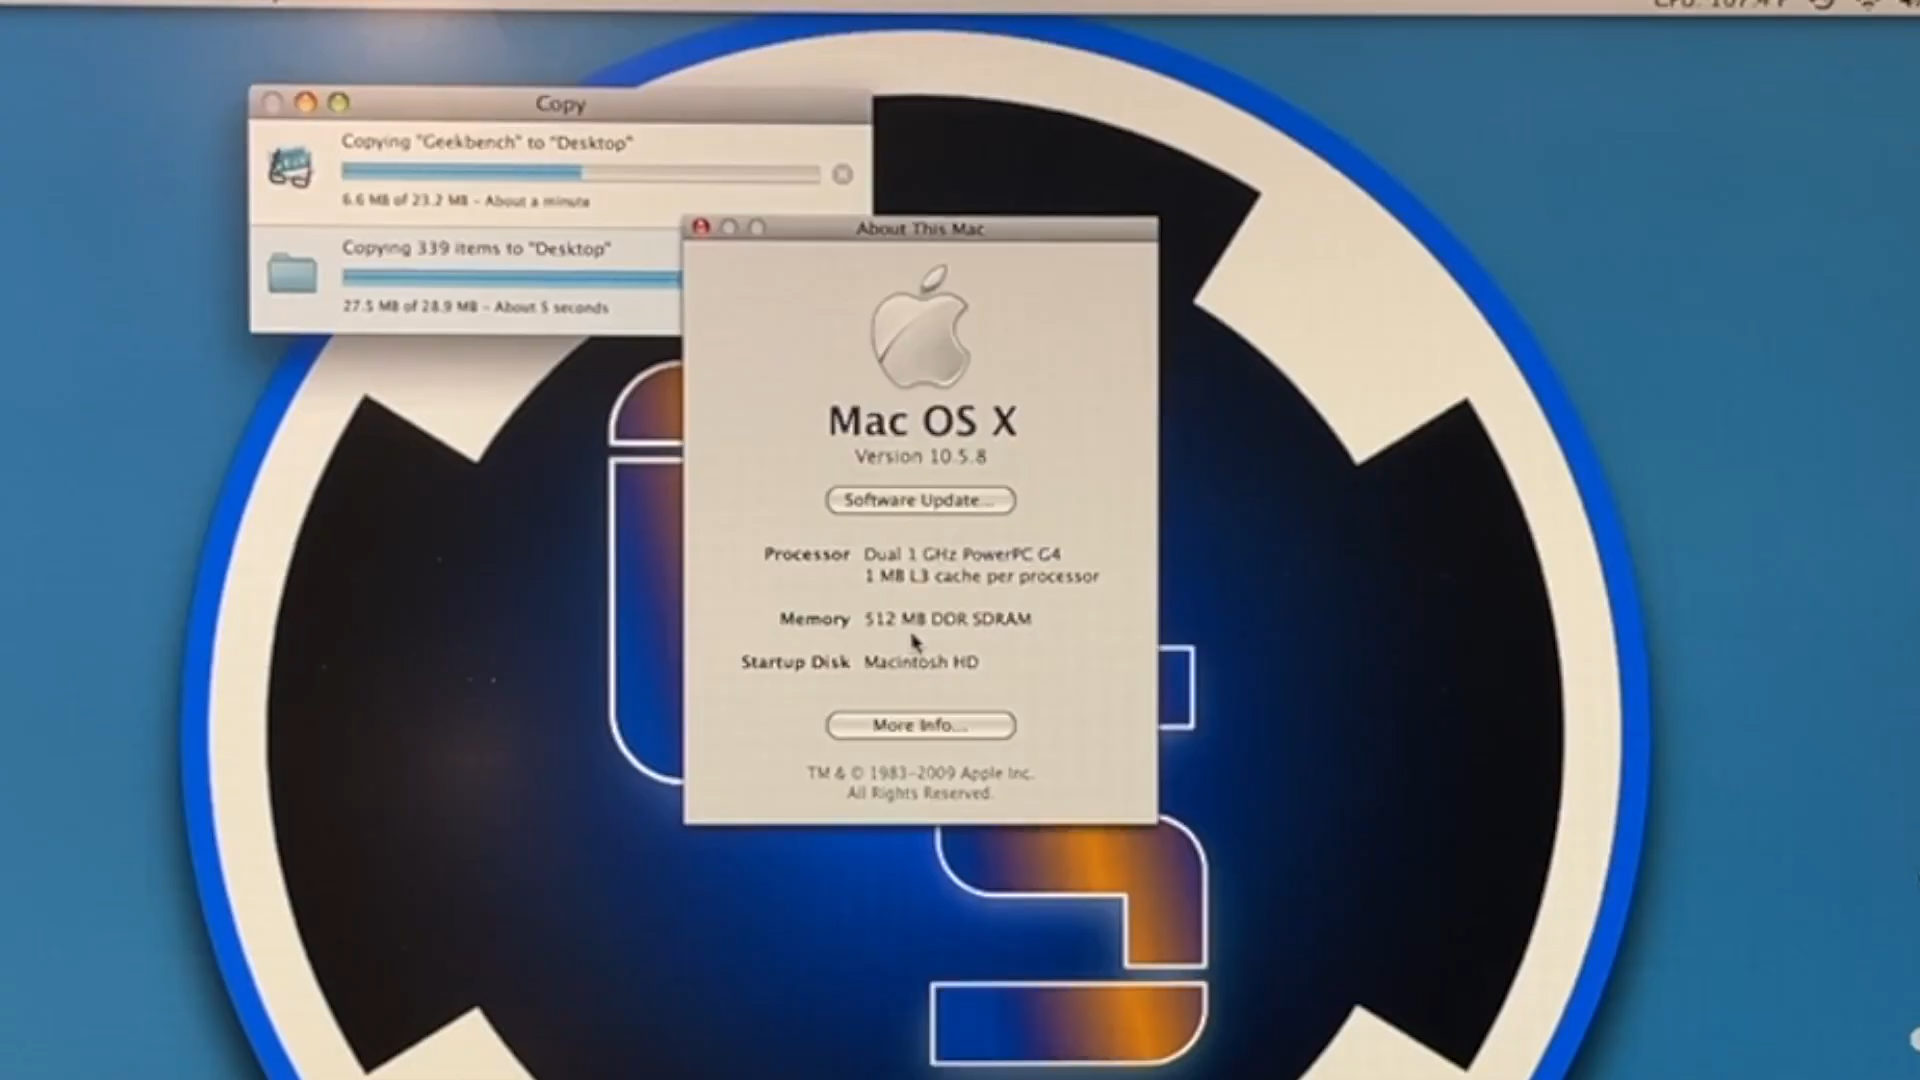 Copy
Copying "Geekbench" to "Desktop"
6.6 MB of 23.2 MB - About a minute
Copying 339 items to "Desktop"
27.5 MB of 28.9 MB - About 5 seconds
About This Mac
Mac OS X
Version 10.5.8
Software Update...
Processor Dual 1 GHz PowerPC G4
1 MB L3 cache per processor
Memory 512 MB DDR SDRAM
Startup Disk Macintosh HD
More Info...
TM & © 1983-2009 Apple Inc.
All Rights Reserved.